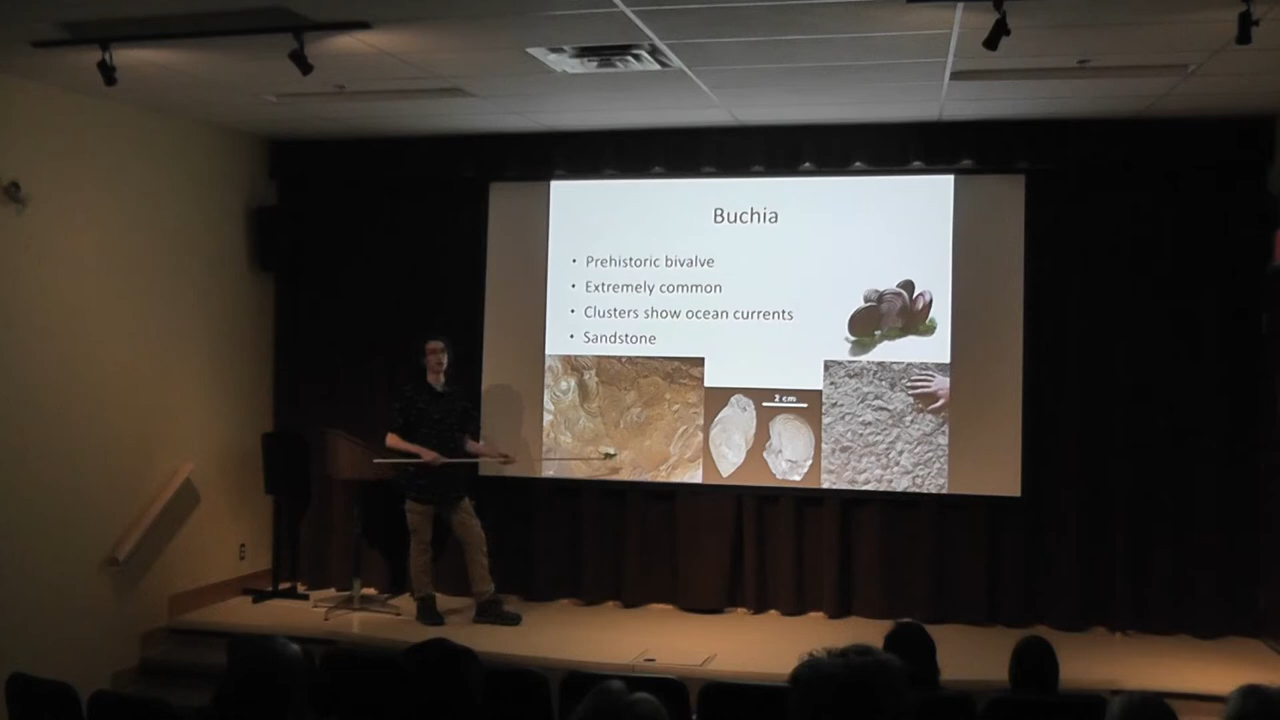 Buchia
• Prehistoric bivalve
• Extremely common
• Clusters show ocean currents
• Sandstone
2 cm